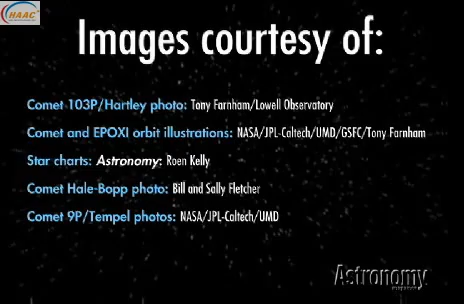 HAAC
Images courtesy of:
Comet 103P/Hartley photo: Tony Farnham/Lowell Observatory
Comet and EPOXI orbit illustrations: NASA/JPL-Caltech/UMD/GSFC/Tony Farnham
Star charts: Astronomy: Roen Kelly
Comet Hale-Bopp photo: Bill and Sally Fletcher
Comet 9P/Tempel photos: NASA/JPL-Caltech/UMD
Astronomy